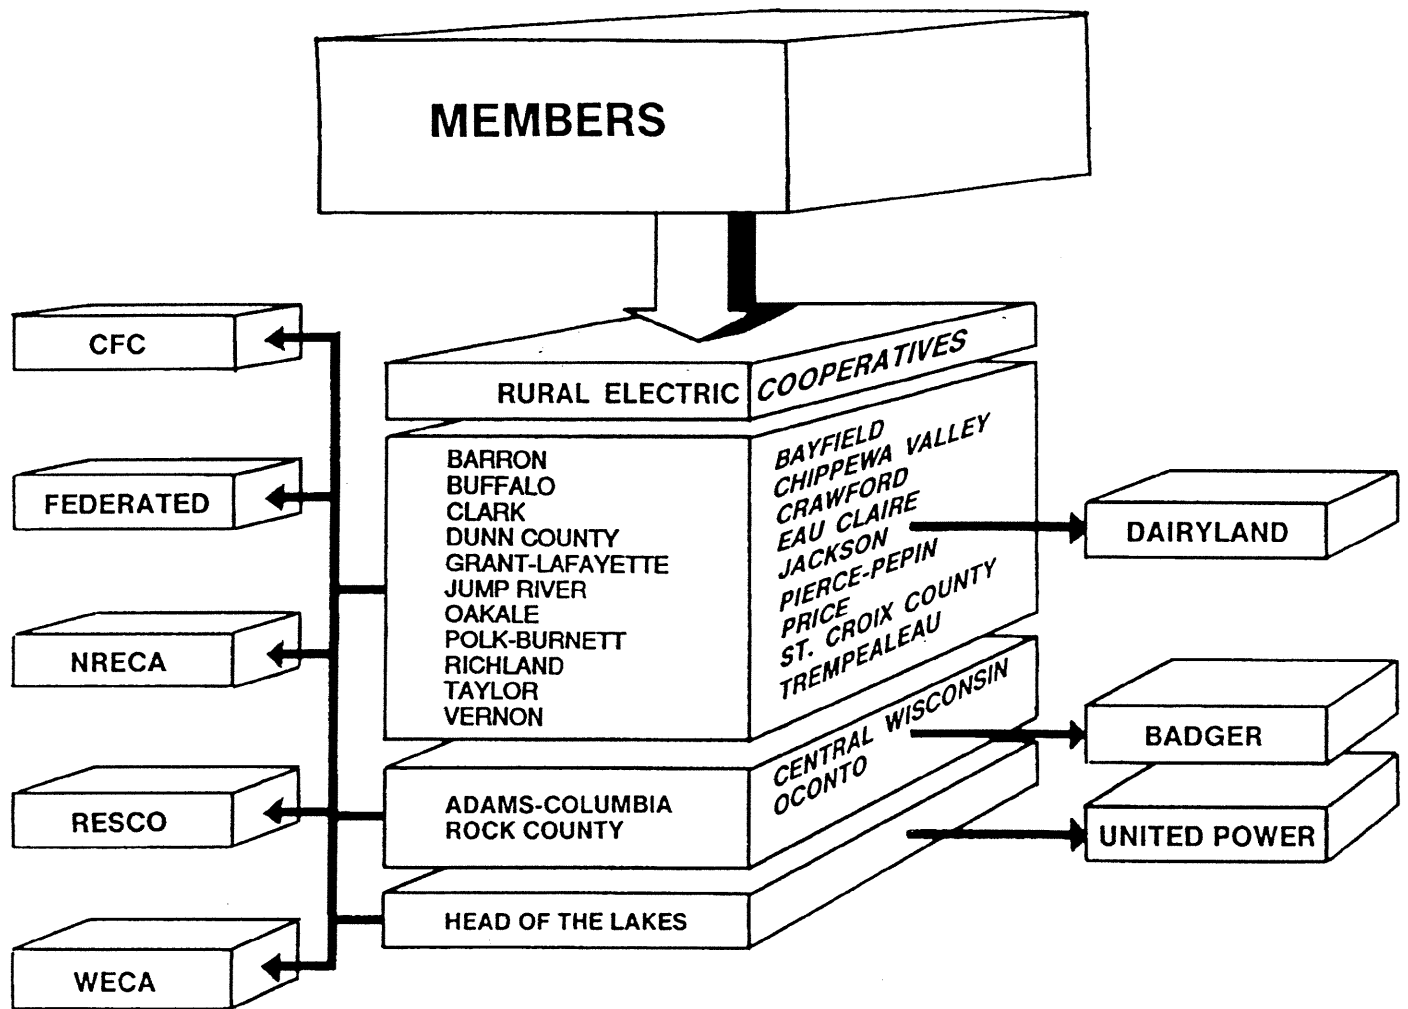 MEMBERS
RURAL ELECTRIC COOPERATIVES
BARRON
BUFFALO
CLARK
DUNN COUNTY
GRANT-LAFAYETTE
JUMP RIVER
OAKALE
POLK-BURNETT
RICHLAND
TAYLOR
VERNON
BAYFIELD
CHIPPEWA VALLEY
CRAWFORD
EAU CLAIRE
JACKSON
PIERCE-PEPIN
PRICE
ST. CROIX COUNTY
TREMPEALEAU
ADAMS-COLUMBIA
ROCK COUNTY
CENTRAL WISCONSIN
OCONTO
HEAD OF THE LAKES
CFC
FEDERATED
NRECA
RESCO
WECA
DAIRYLAND
BADGER
UNITED POWER